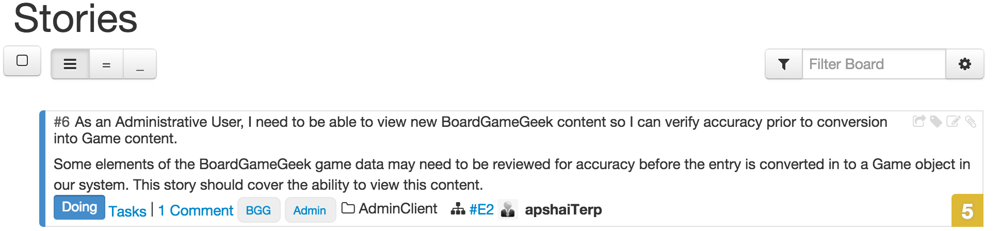 Stories
= _
Filter Board
#6 As an Administrative User, I need to be able to view new BoardGameGeek content so I can verify accuracy prior to conversion
into Game content.
Some elements of the BoardGameGeek game data may need to be reviewed for accuracy before the entry is converted in to a Game object in
our system. This story should cover the ability to view this content.
Doing Tasks | 1 Comment BGG Admin AdminClient #E2 apshaiTerp 5